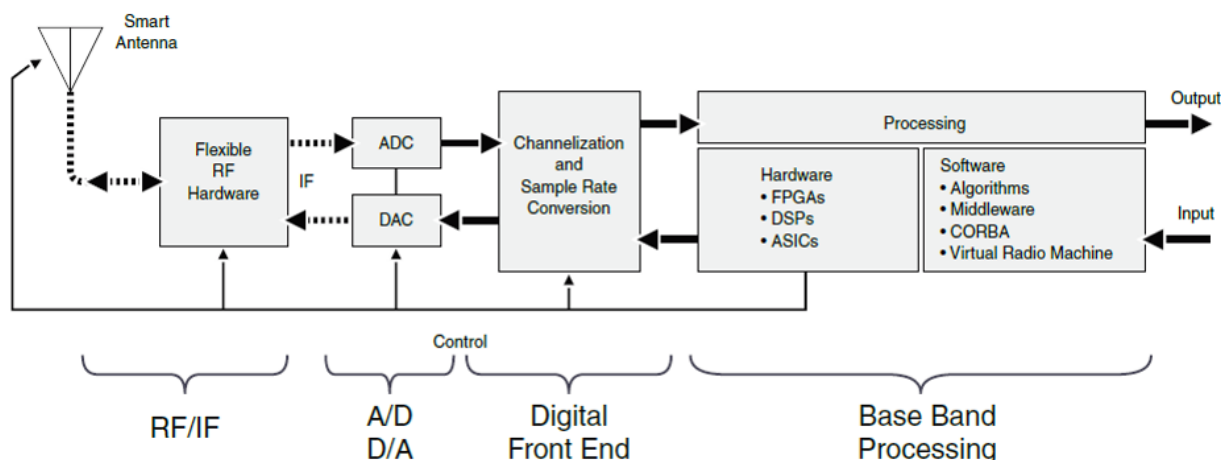 Smart
Antenna
Flexible
RF
Hardware
IF
ADC
DAC
Channelization
and
Sample Rate
Conversion
Processing
Hardware
• FPGAs
• DSPs
• ASICs
Software
• Algorithms
• Middleware
• CORBA
• Virtual Radio Machine
Output
Input
Control
RF/IF
A/D
D/A
Digital
Front End
Base Band
Processing